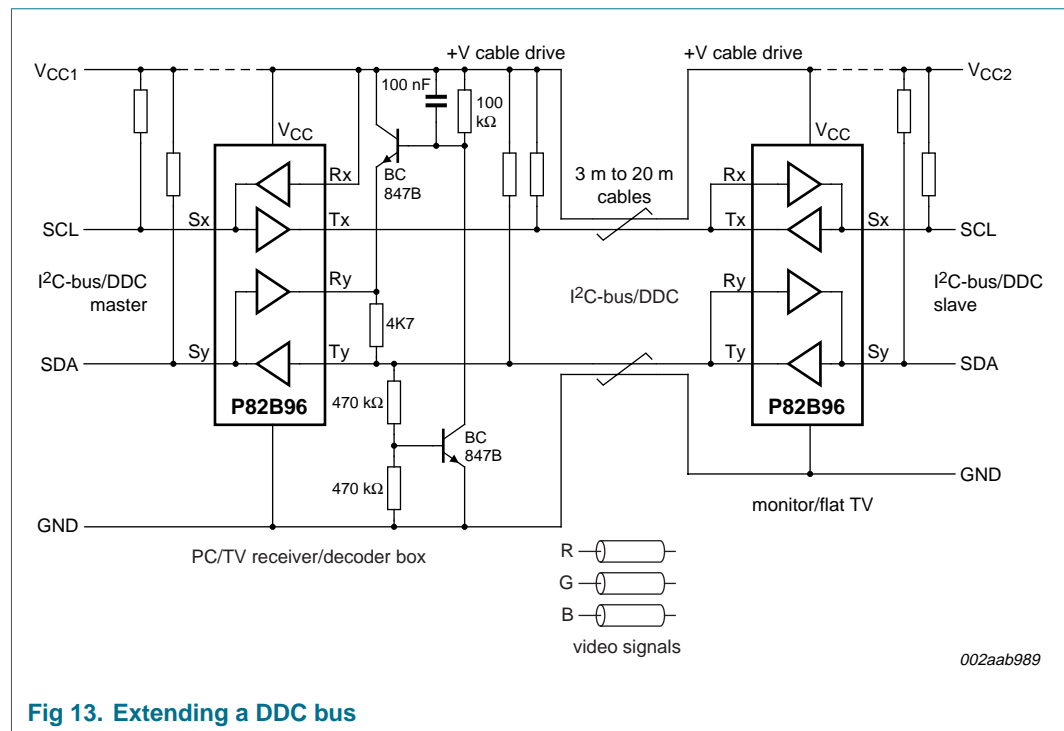 +V cable drive
+V cable drive
VCC1
VCC2
100 nF
100
kΩ
VCC
VCC
BC
847B
3 m to 20 m
cables
Rx
Rx
Sx
Tx
Tx
Sx
SCL
SCL
I2C-bus/DDC
master
Ry
I2C-bus/DDC
Ry
I2C-bus/DDC
slave
4K7
Sy
Ty
Ty
Sy
SDA
SDA
P82B96
470 kΩ
P82B96
BC
847B
470 kΩ
GND
monitor/flat TV
GND
PC/TV receiver/decoder box
R
G
B
video signals
002aab989
Fig 13. Extending a DDC bus